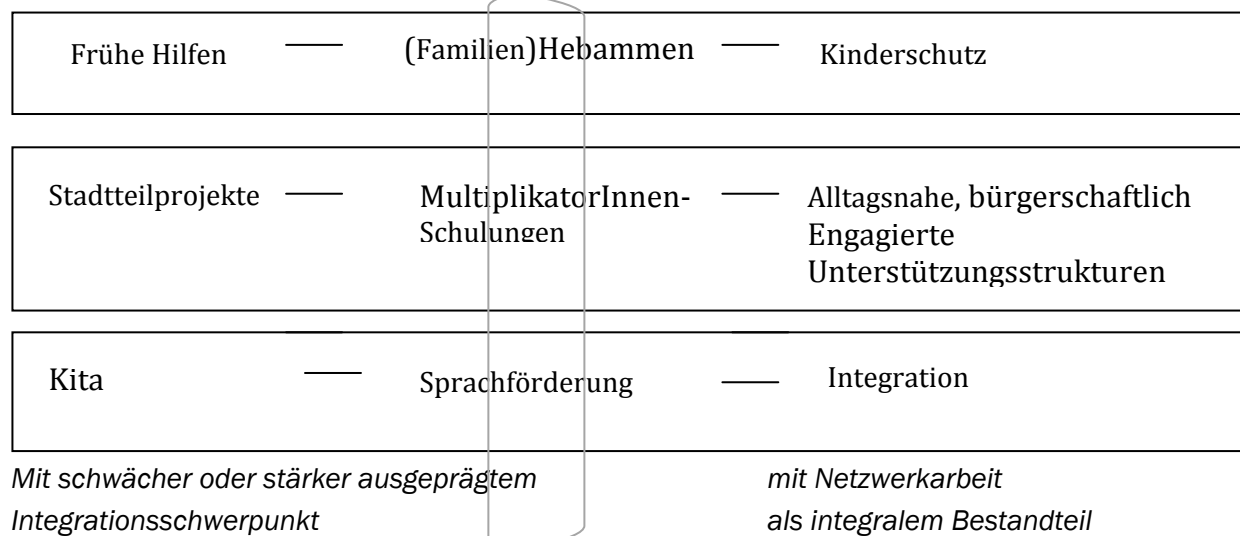 Frühe Hilfen — (Familien)Hebammen — Kinderschutz
Stadtteilprojekte — MultiplikatorInnen- — Alltagsnahe, bürgerschaftlich
Schulungen Engagierte
Unterstützungsstrukturen
Kita — Sprachförderung — Integration
Mit schwächer oder stärker ausgeprägtem mit Netzwerkarbeit
Integrationsschwerpunkt als integralem Bestandteil